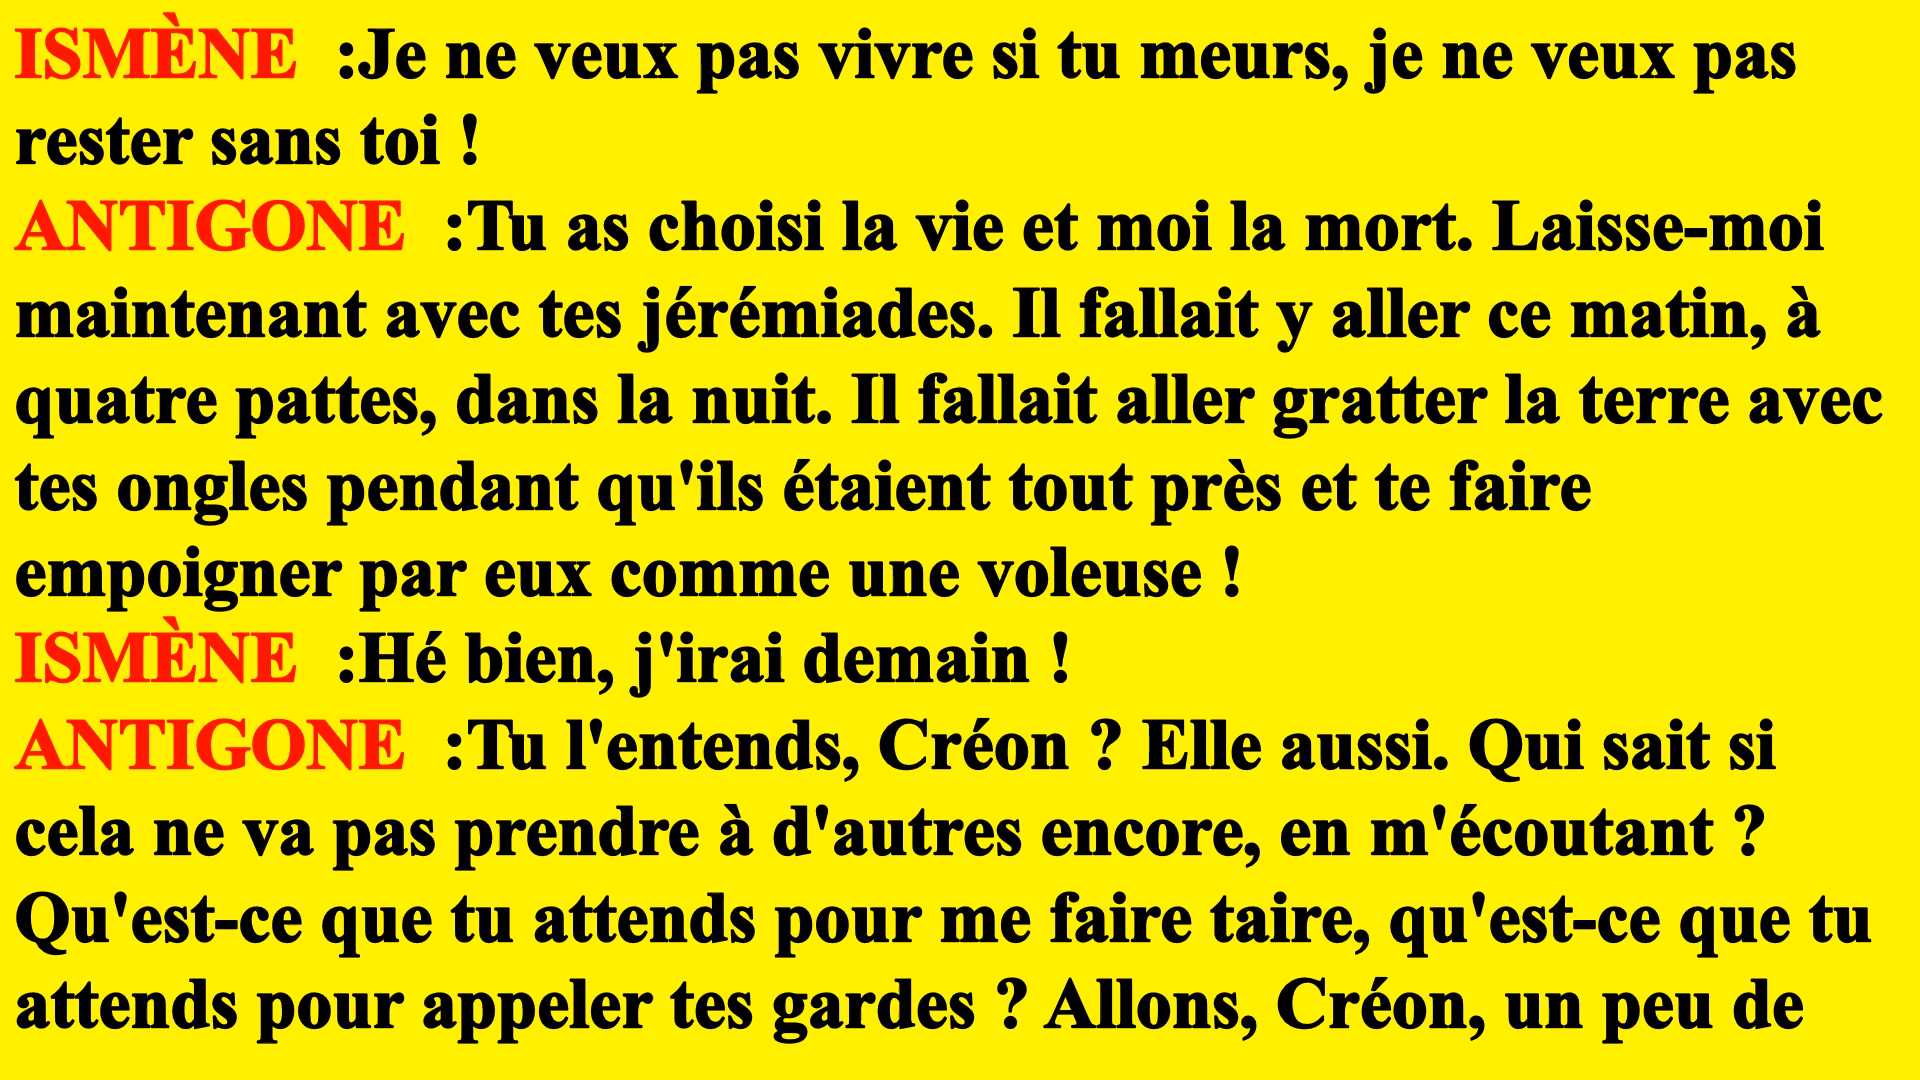 ISMÈNE :Je ne veux pas vivre si tu meurs, je ne veux pas
rester sans toi !
ANTIGONE :Tu as choisi la vie et moi la mort. Laisse-moi
maintenant avec tes jérémiades. Il fallait y aller ce matin, à
quatre pattes, dans la nuit. Il fallait aller gratter la terre avec
tes ongles pendant qu'ils étaient tout près et te faire
empoigner par eux comme une voleuse !
ISMÈNE :Hé bien, j'irai demain !
ANTIGONE :Tu l'entends, Créon ? Elle aussi. Qui sait si
cela ne va pas prendre à d'autres encore, en m'écoutant ?
Qu'est-ce que tu attends pour me faire taire, qu'est-ce que tu
attends pour appeler tes gardes ? Allons, Créon, un peu de